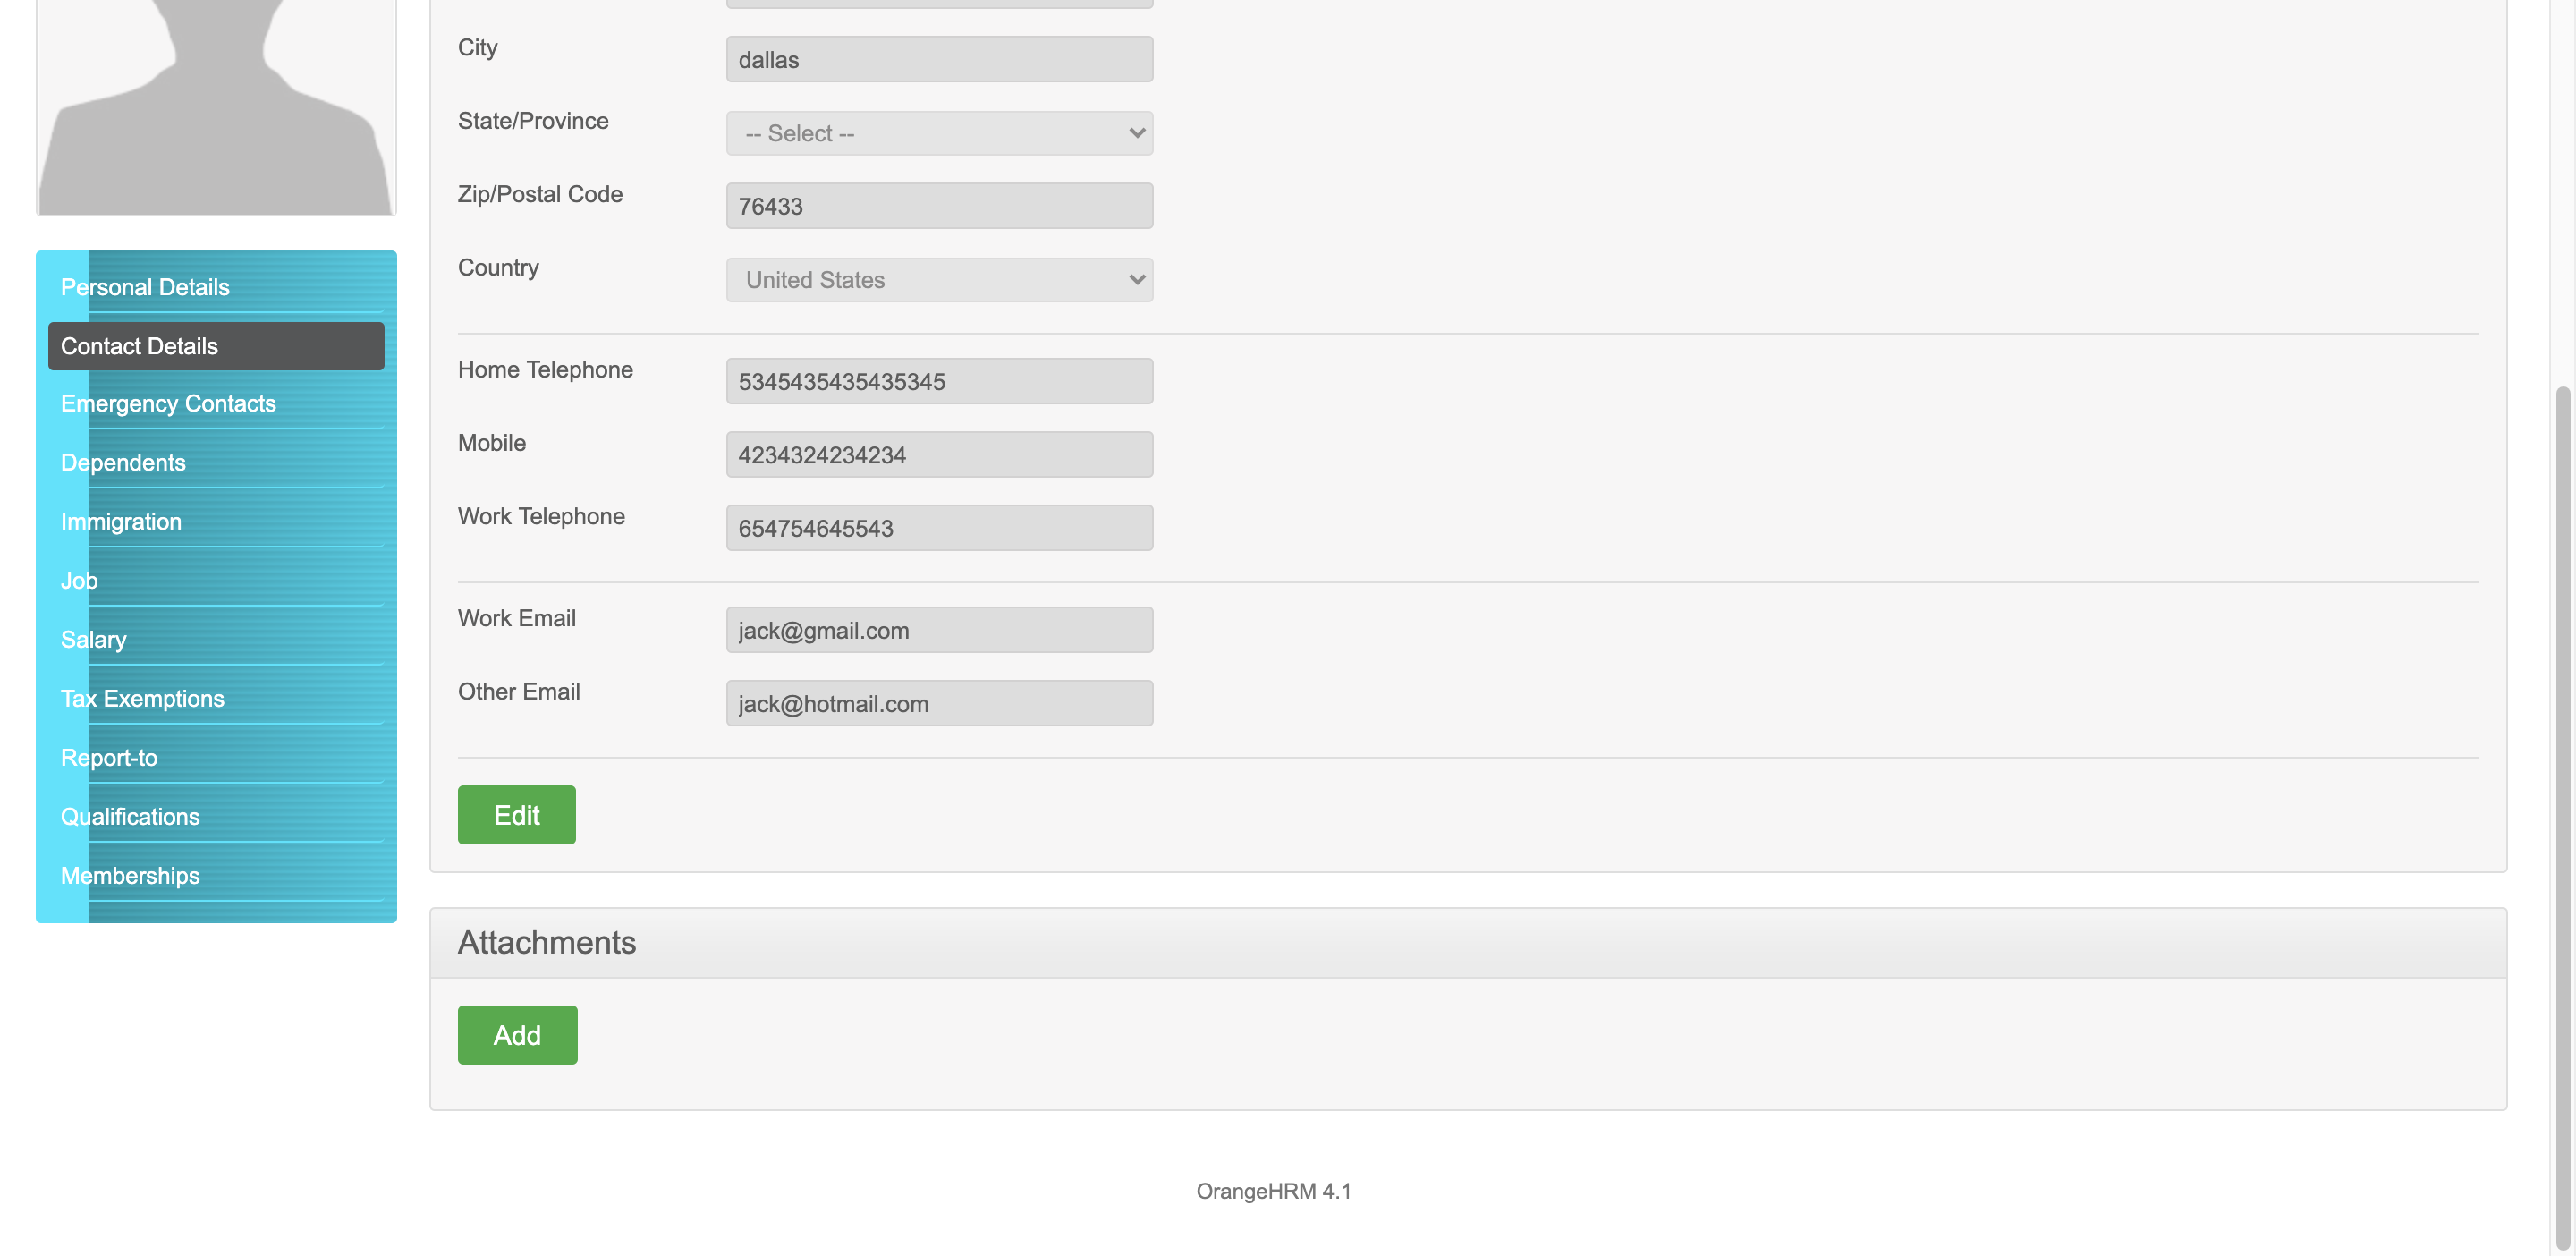 City
dallas
State/Province
-- Select --
Zip/Postal Code
76433
Country
United States
Home Telephone
5345435435435345
Mobile
4234324234234
Work Telephone
654754645543
Work Email
jack@gmail.com
Other Email
jack@hotmail.com
Edit
Personal Details
Contact Details
Emergency Contacts
Dependents
Immigration
Job
Salary
Tax Exemptions
Report-to
Qualifications
Memberships
Attachments
Add
OrangeHRM 4.1